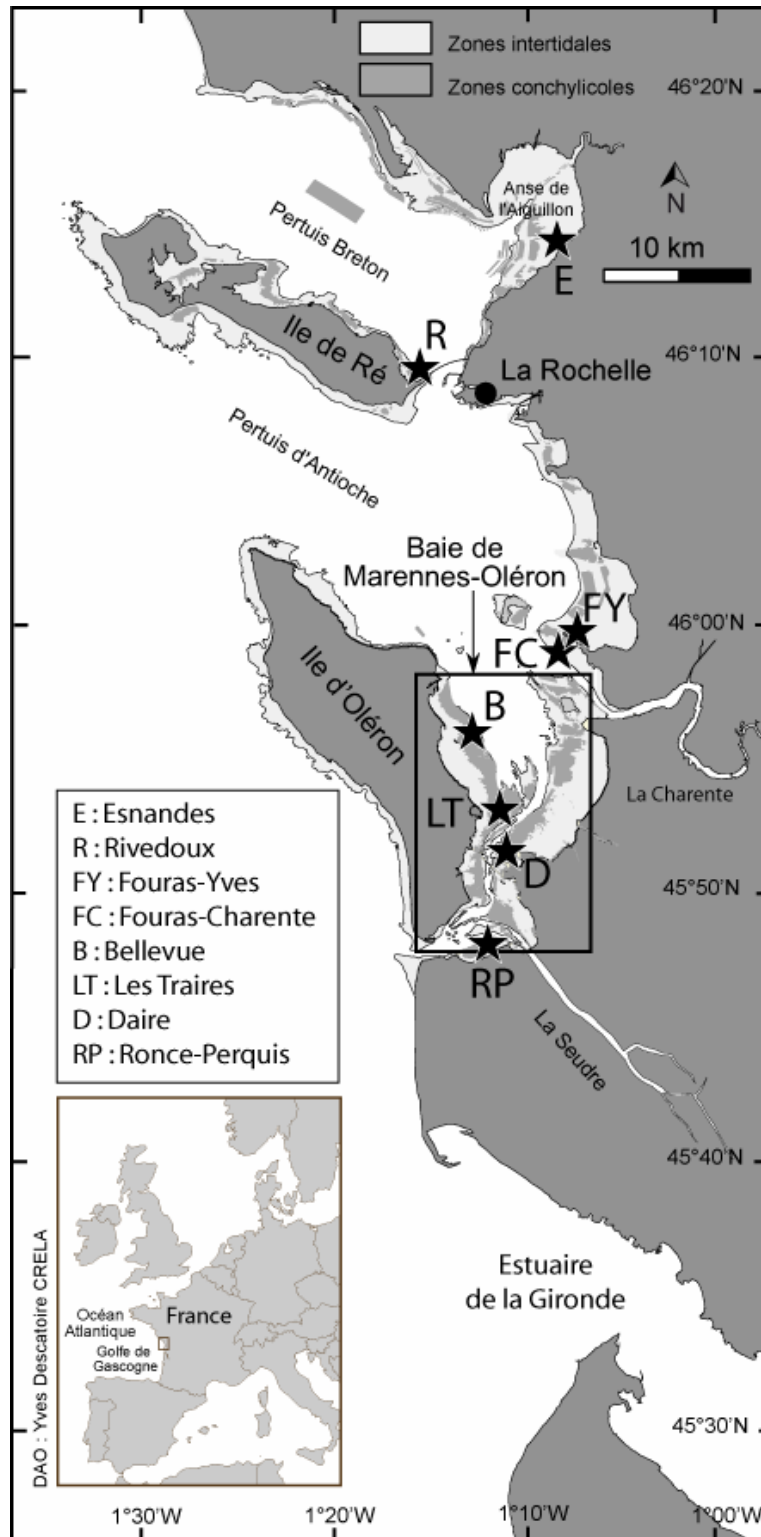 Zones intertidales
Zones conchylicoles
46°20'N
Anse de
l'Aiguillon
N
Pertuis Breton
10 km
E
R
Ile de Ré
46°10'N
La Rochelle
Pertuis d'Antioche
Baie de
Marennes-Oléron
FY
46°00'N
FC
Ile d'Oléron
B
La Charente
LT
E : Esnandes
R : Rivedoux
FY : Fouras-Yves
FC : Fouras-Charente
B : Bellevue
LT : Les Traires
D : Daire
RP : Ronce-Perquis
D
45°50'N
RP
La Seudre
45°40'N
Estuaire
de la Gironde
France
Océan
Atlantique
Golfe de
Gascogne
DAO : Yves Descatoire CRELA
45°30'N
1°30'W
1°20'W
1°10'W
1°00'W